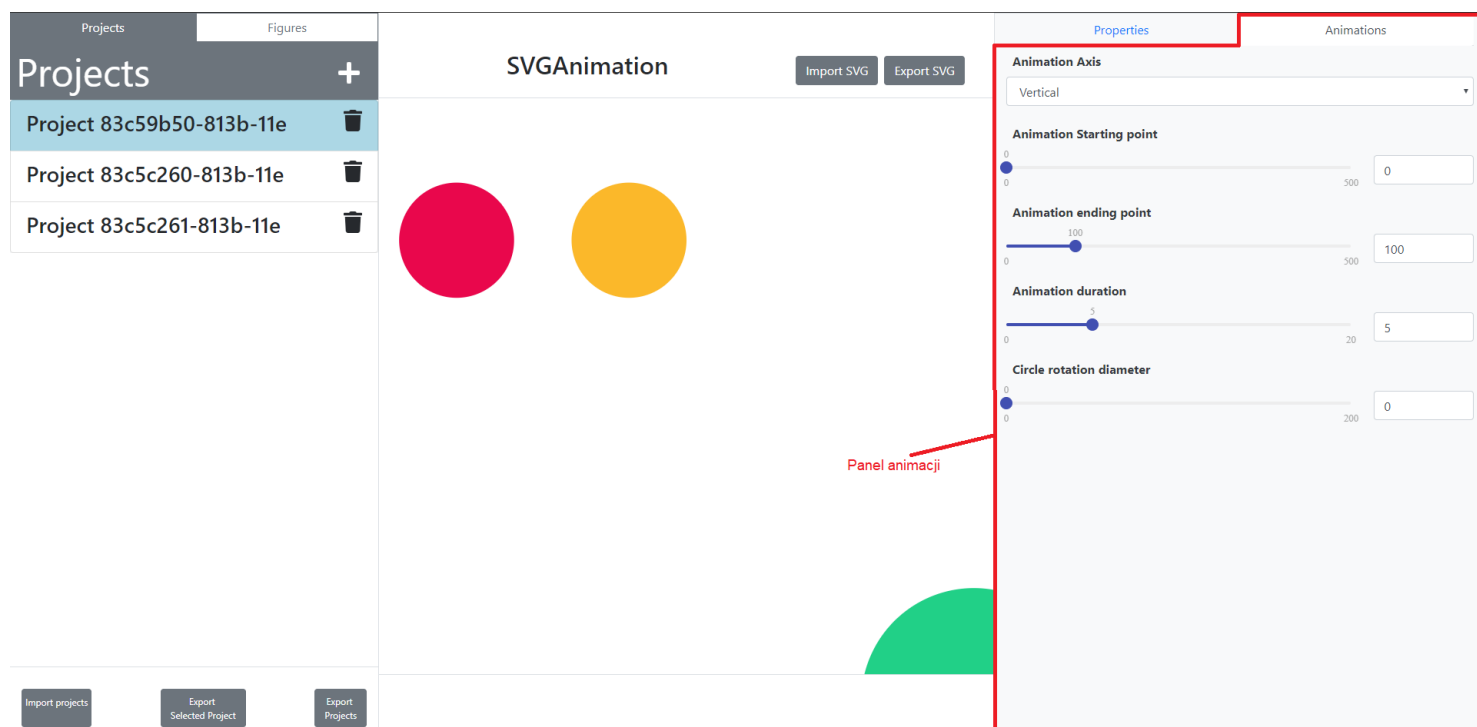 Projects
Figures
Projects
+
Project 83c59b50-813b-11e
Project 83c5c260-813b-11e
Project 83c5c261-813b-11e
Import projects
Export
Selected Project
Export
Projects
SVGAnimation
Import SVG
Export SVG
Panel animacji
Properties
Animations
Animation Axis
Vertical
Animation Starting point
0
0
500
0
Animation ending point
100
0
500
100
Animation duration
5
0
20
5
Circle rotation diameter
0
0
200
0